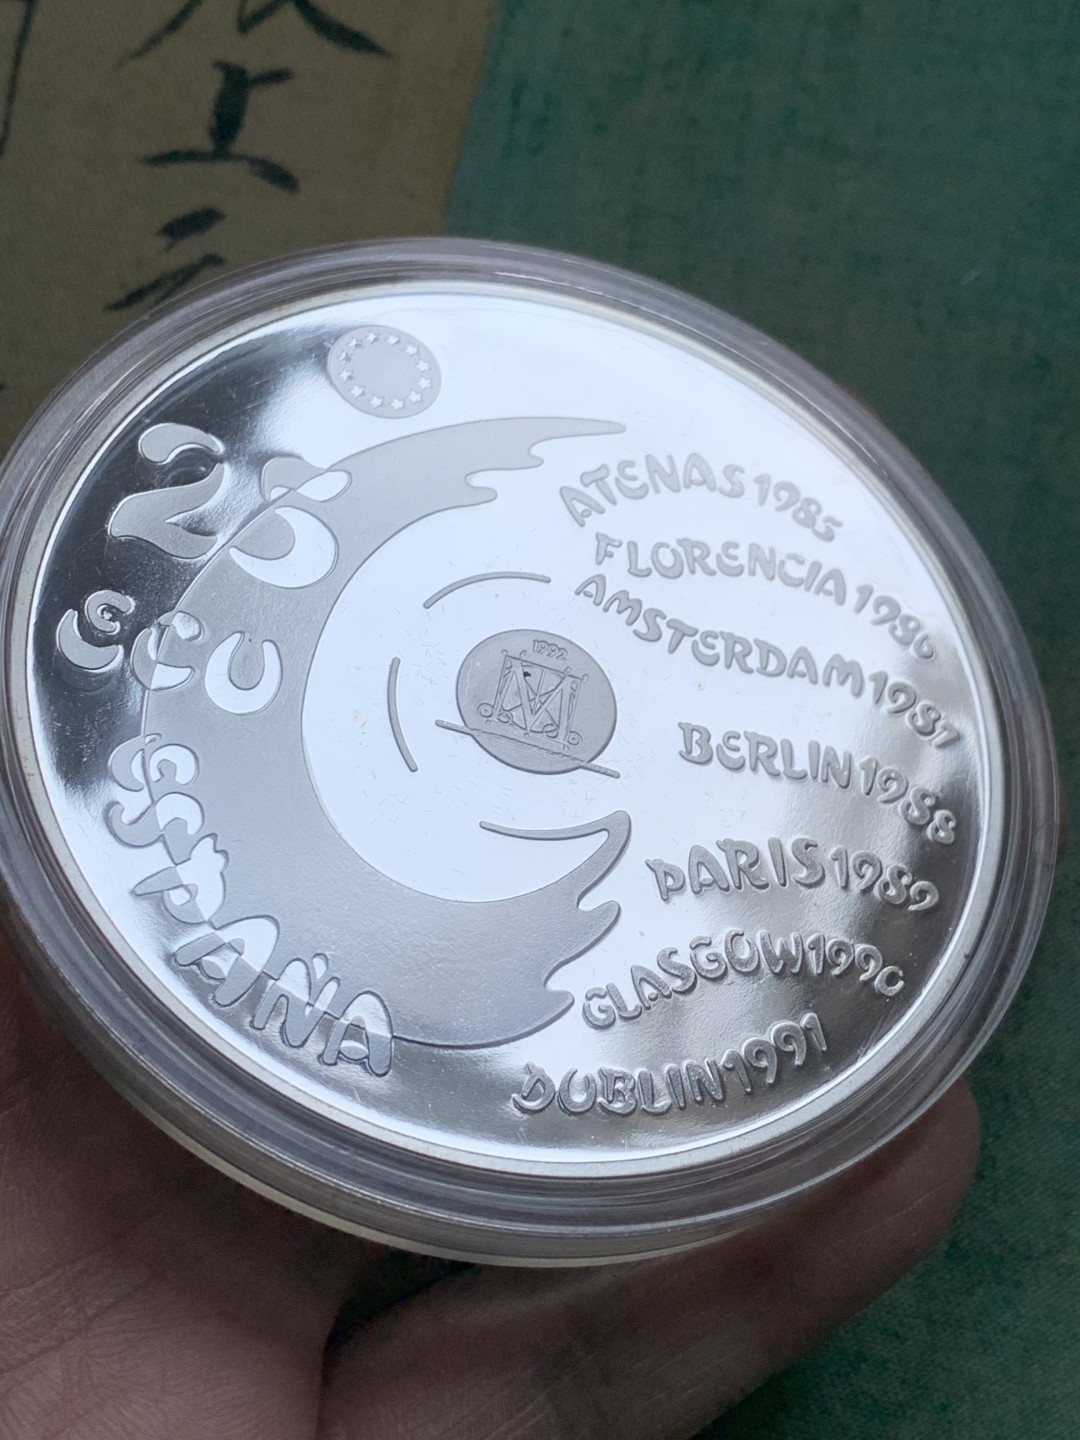 25
ECU
ESPAÑA
1992
M
ATENAS 1985
FLORENCIA 1986
AMSTERDAM 1987
BERLIN 1988
PARIS 1989
GLASGOW 1990
DUBLIN 1991